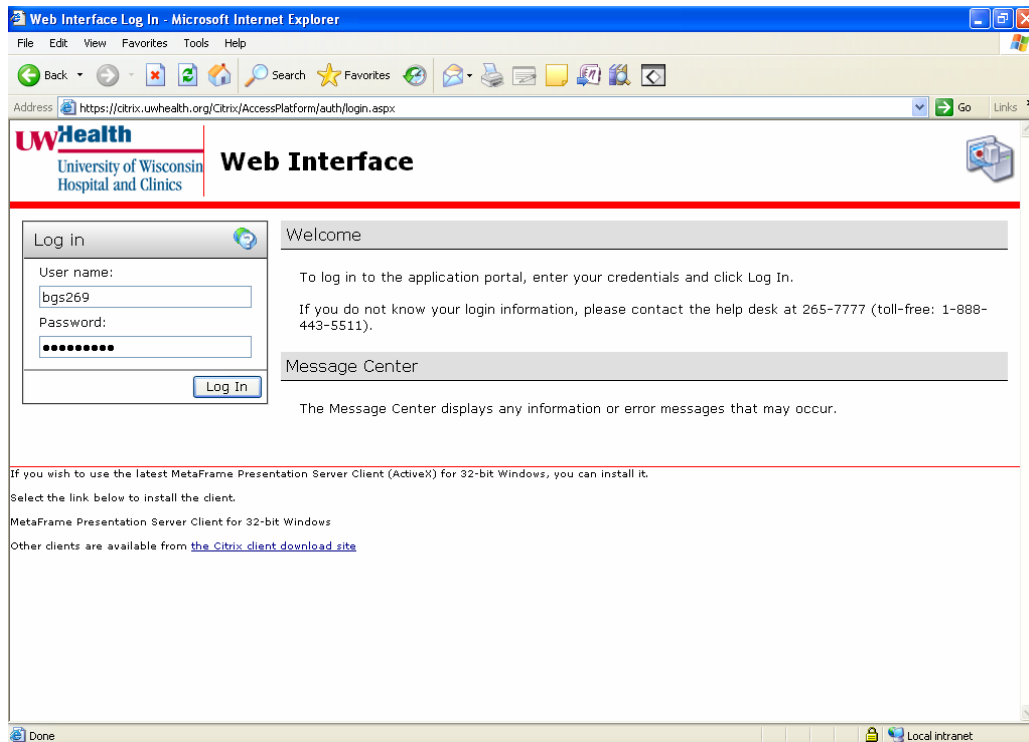 Web Interface Log In - Microsoft Internet Explorer
File Edit View Favorites Tools Help
Back Search Favorites
Address https://citrix.uwhealth.org/Citrix/AccessPlatform/auth/login.aspx Go Links
UWHealth
University of Wisconsin
Hospital and Clinics
Web Interface
Log in
User name:
bgs269
Password:
•••••••••
Log In
Welcome
To log in to the application portal, enter your credentials and click Log In.
If you do not know your login information, please contact the help desk at 265-7777 (toll-free: 1-888-
443-5511).
Message Center
The Message Center displays any information or error messages that may occur.
If you wish to use the latest MetaFrame Presentation Server Client (ActiveX) for 32-bit Windows, you can install it.
Select the link below to install the client.
MetaFrame Presentation Server Client for 32-bit Windows
Other clients are available from the Citrix client download site
Done Local intranet